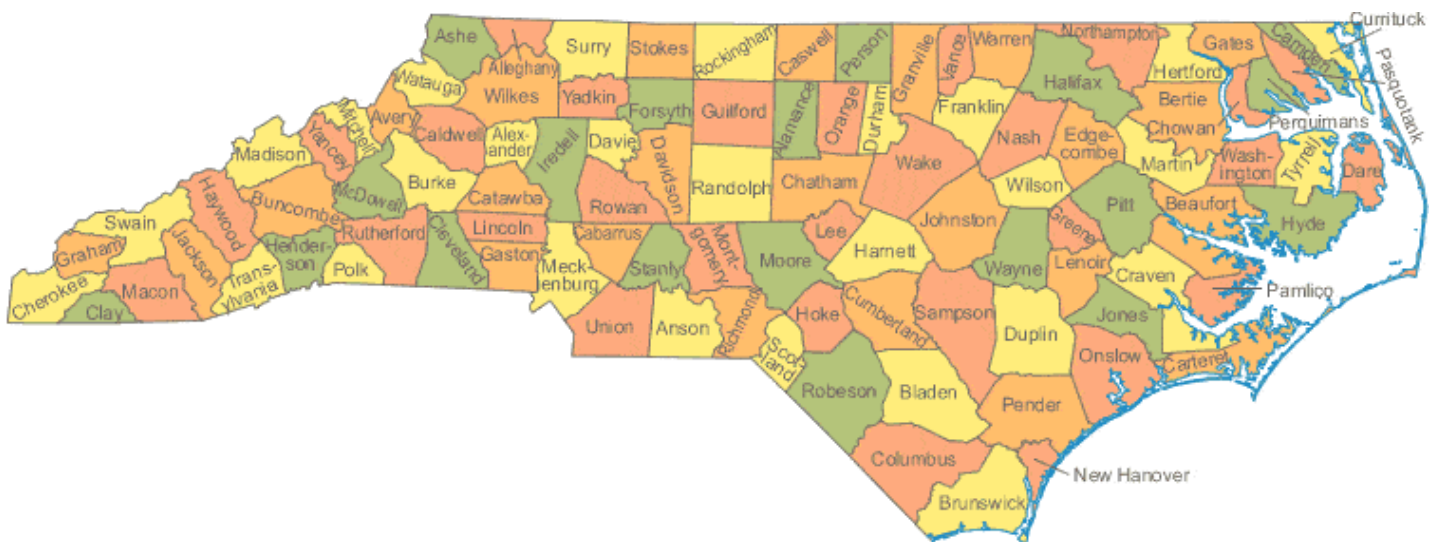 Currituck
Ashe
Alleghany
Surry
Stokes
Rockingham
Caswell
Person
Granville
Vance
Warren
Northampton
Gates
Camden
Pasquotank
Watauga
Wilkes
Yadkin
Forsyth
Guilford
Alamance
Orange
Durham
Franklin
Halifax
Hertford
Bertie
Chowan
Perquimans
Mitchell
Avery
Caldwell
Alex-
ander
Iredell
Davie
Davidson
Randolph
Chatham
Wake
Nash
Edge-
combe
Martin
Wash-
ington
Tyrrell
Dare
Madison
Yancey
McDowell
Burke
Catawba
Rowan
Wilson
Pitt
Beaufort
Hyde
Swain
Haywood
Buncombe
Rutherford
Cleveland
Lincoln
Gaston
Cabarrus
Stanly
Mont-
gomery
Moore
Lee
Harnett
Johnston
Wayne
Greene
Lenoir
Craven
Pamlico
Graham
Jackson
Hender-
son
Polk
Meck-
lenburg
Cherokee
Clay
Macon
Trans-
ylvania
Union
Anson
Richmond
Scot-
land
Hoke
Cumberland
Sampson
Duplin
Jones
Onslow
Carteret
Robeson
Bladen
Pender
Columbus
Brunswick
New Hanover